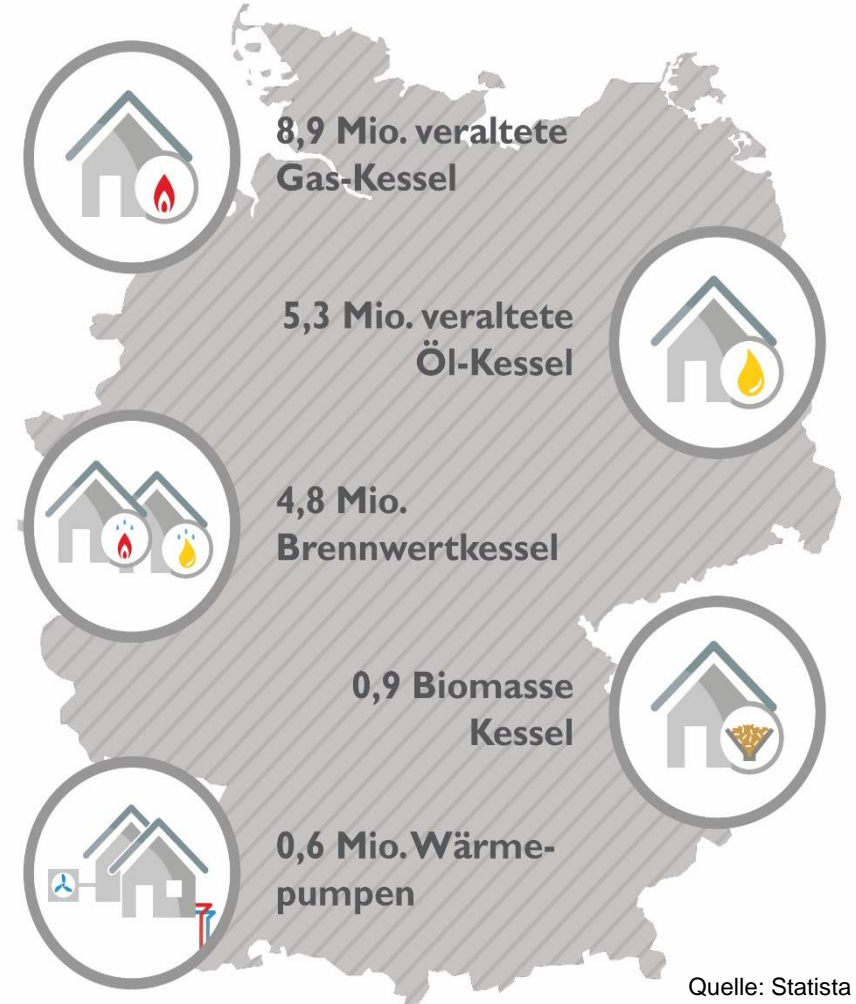 8,9 Mio. veraltete
Gas-Kessel
5,3 Mio. veraltete
Öl-Kessel
4,8 Mio.
Brennwertkessel
0,9 Biomasse
Kessel
0,6 Mio. Wärme-
pumpen
Quelle: Statista